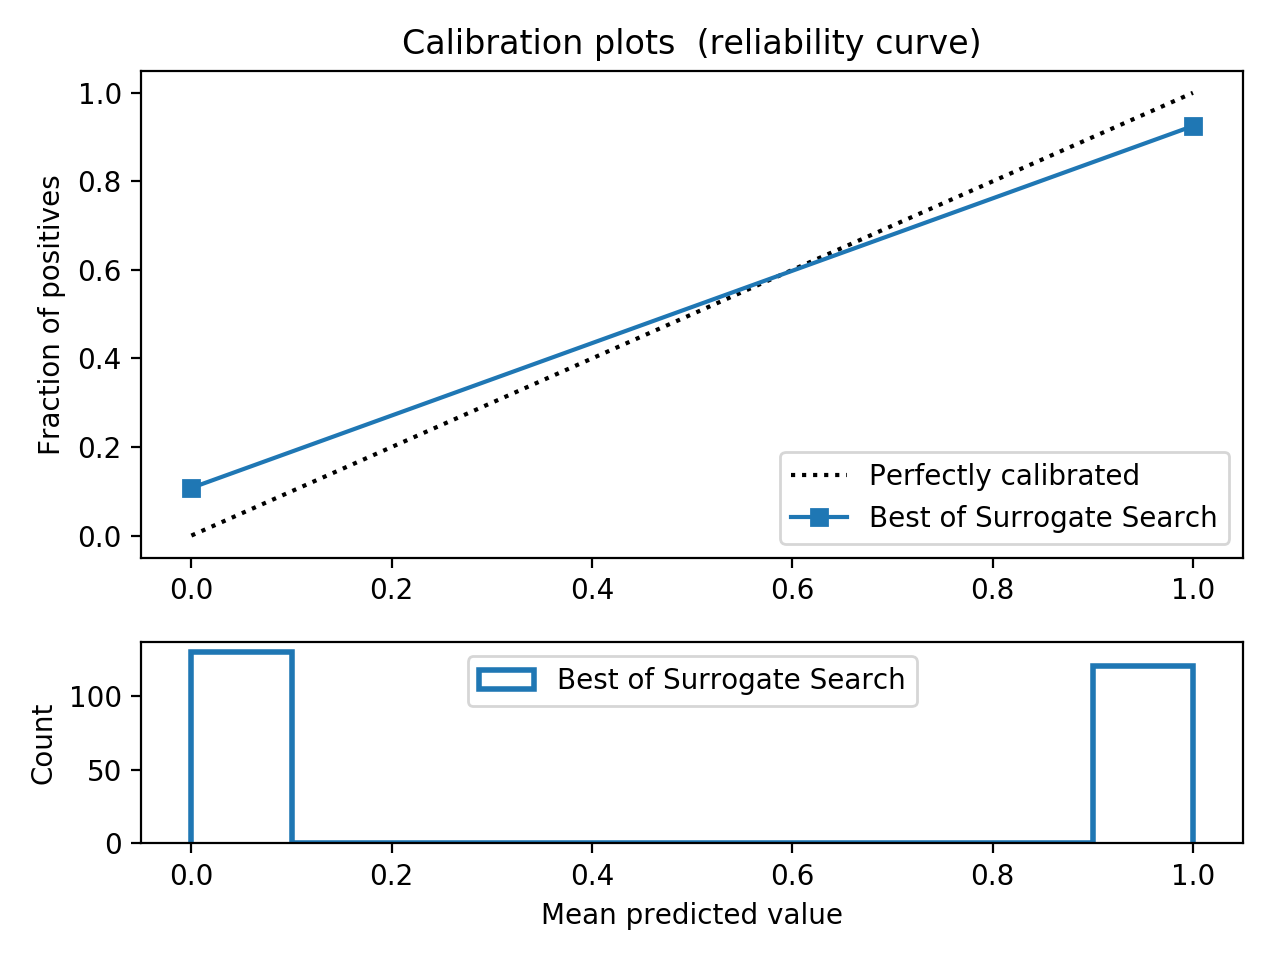 Calibration plots  (reliability curve)
1.0
0.8
0.6
0.4
0.2
0.0
Fraction of positives
Perfectly calibrated
Best of Surrogate Search
0.0 0.2 0.4 0.6 0.8 1.0
100
50
0
Count
Best of Surrogate Search
0.0 0.2 0.4 0.6 0.8 1.0
Mean predicted value